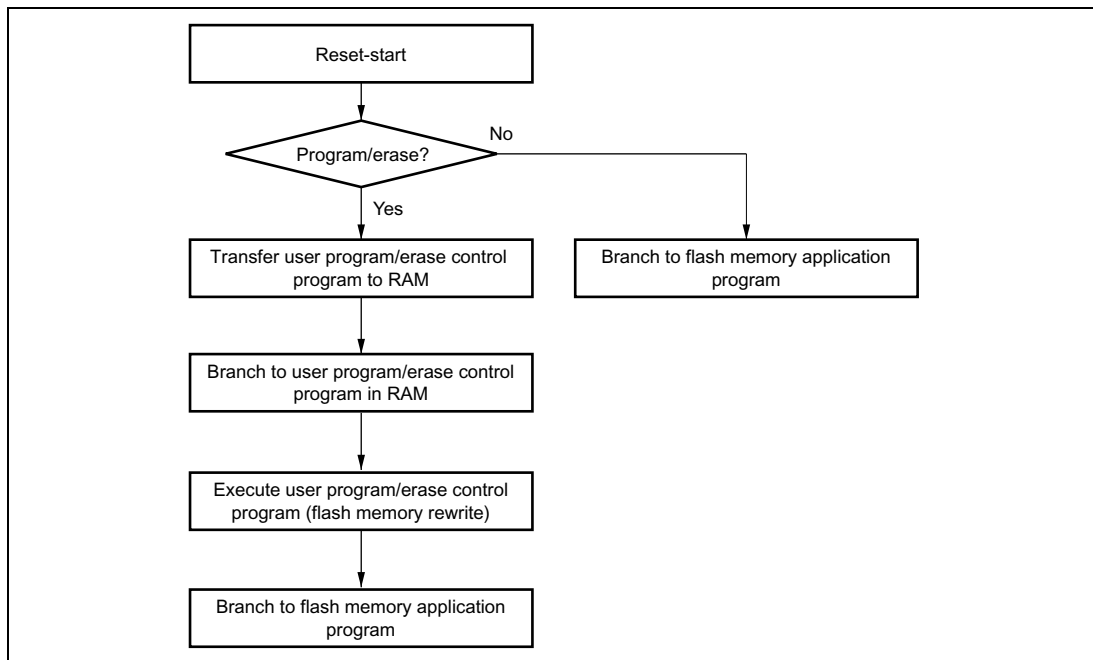 Reset-start
No
Program/erase?
Yes
Transfer user program/erase control
program to RAM
Branch to flash memory application
program
Branch to user program/erase control
program in RAM
Execute user program/erase control
program (flash memory rewrite)
Branch to flash memory application
program